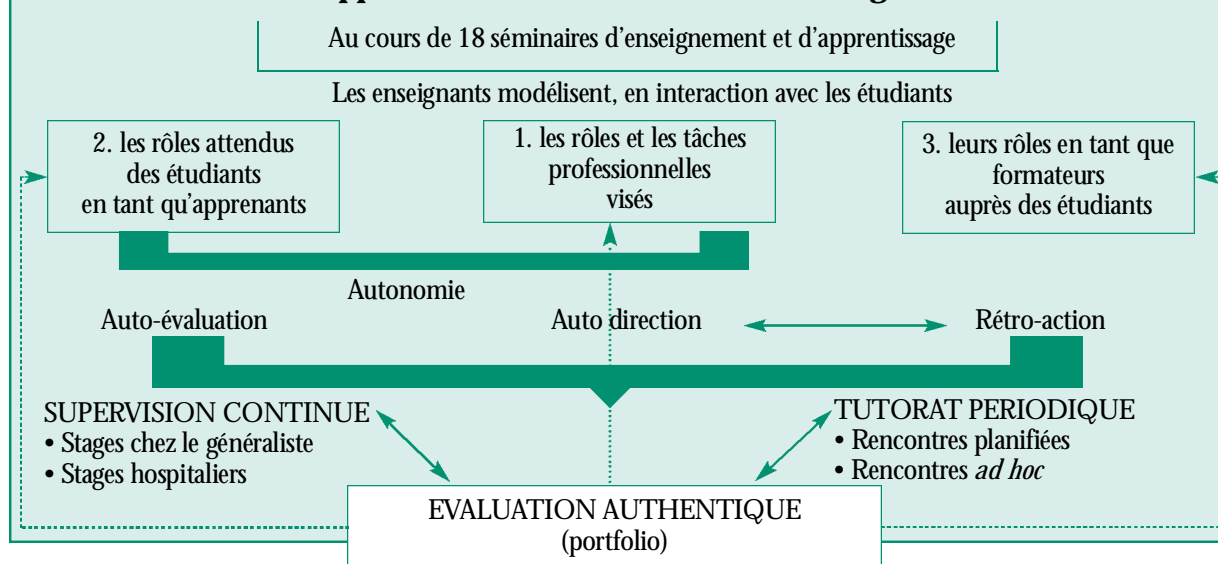 Au cours de 18 séminaires d'enseignement et d'apprentissage
Les enseignants modélisent, en interaction avec les étudiants
2. les rôles attendus
des étudiants
en tant qu'apprenants
1. les rôles et les tâches
professionnelles
visés
3. leurs rôles en tant que
formateurs
auprès des étudiants
Autonomie
Auto-évaluation
Auto direction
Rétro-action
SUPERVISION CONTINUE
• Stages chez le généraliste
• Stages hospitaliers
TUTORAT PERIODIQUE
• Rencontres planifiées
• Rencontres ad hoc
EVALUATION AUTHENTIQUE
(portfolio)